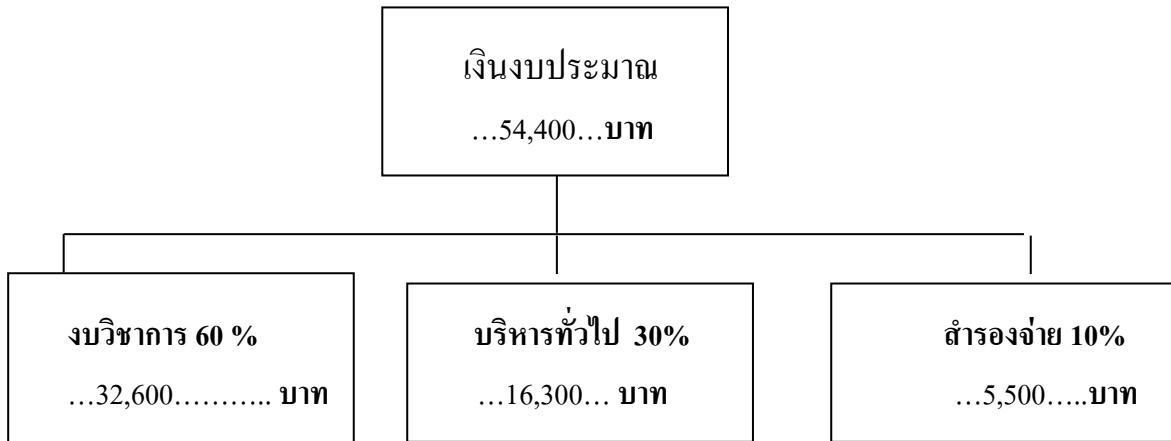 เงินงบประมาณ
…54,400…บาท
งบวิชาการ 60 %
…32,600……….. บาท
บริหารทั่วไป 30%
…16,300… บาท
สำรองจ่าย 10%
…5,500…..บาท